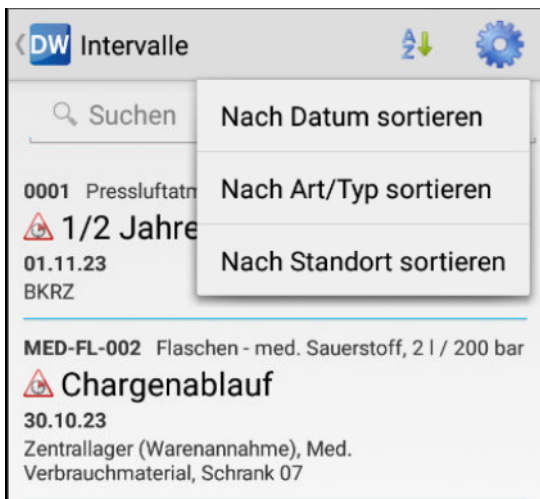 DW Intervalle
Suchen
Nach Datum sortieren
Nach Art/Typ sortieren
Nach Standort sortieren
0001
1/2 Jahre
01.11.23
BKRZ
MED-FL-002 Flaschen - med. Sauerstoff, 2 l / 200 bar
Chargenablauf
30.10.23
Zentrallager (Warenannahme), Med.
Verbrauchmaterial, Schrank 07